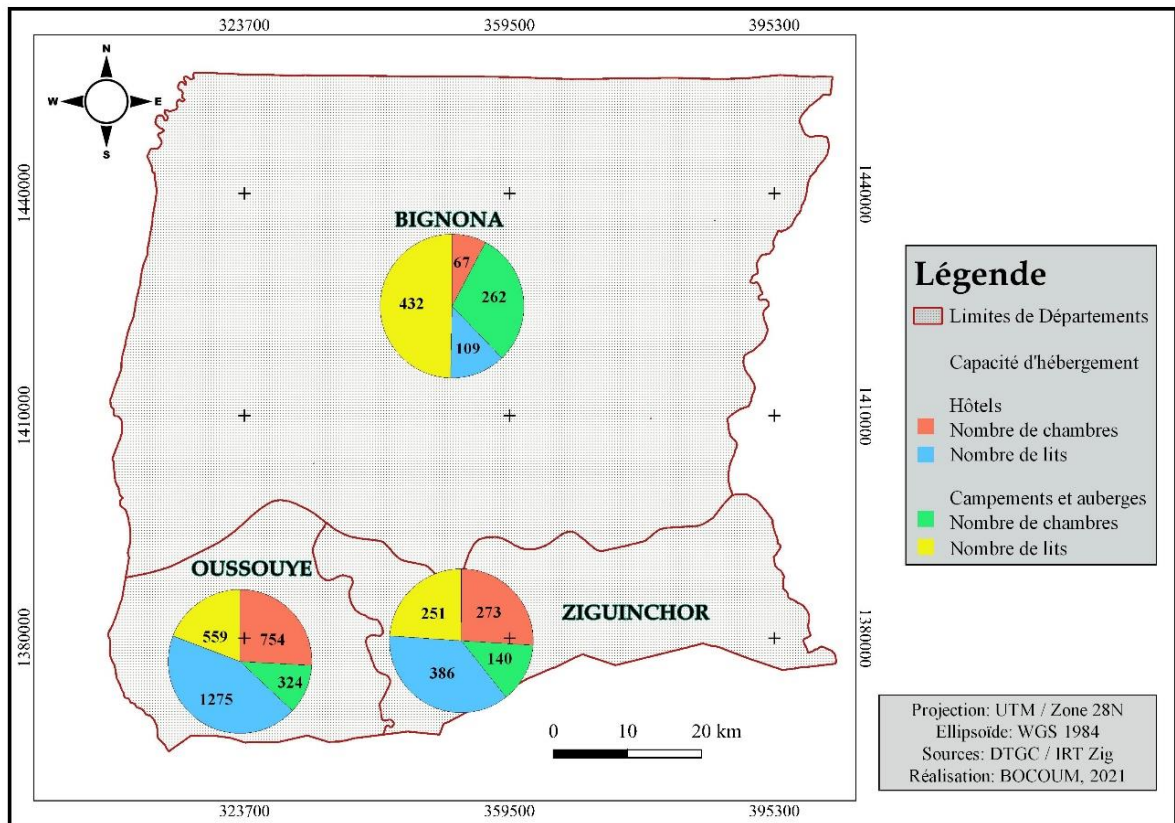 323700 359500 395300
N
W E
S
1440000 1440000
BIGNONA
67
432 262
109
1410000 1410000
OUSSOUYE
559 754
324
1275
ZIGUINCHOR
251 273
140
386
1380000 1380000
0 10 20 km
323700 359500 395300
Légende
Limites de Départements
Capacité d'hébergement
Hôtels
Nombre de chambres
Nombre de lits
Campements et auberges
Nombre de chambres
Nombre de lits
Projection: UTM / Zone 28N
Ellipsoïde: WGS 1984
Sources: DTGC / IRT Zig
Réalisation: BOCOUM, 2021